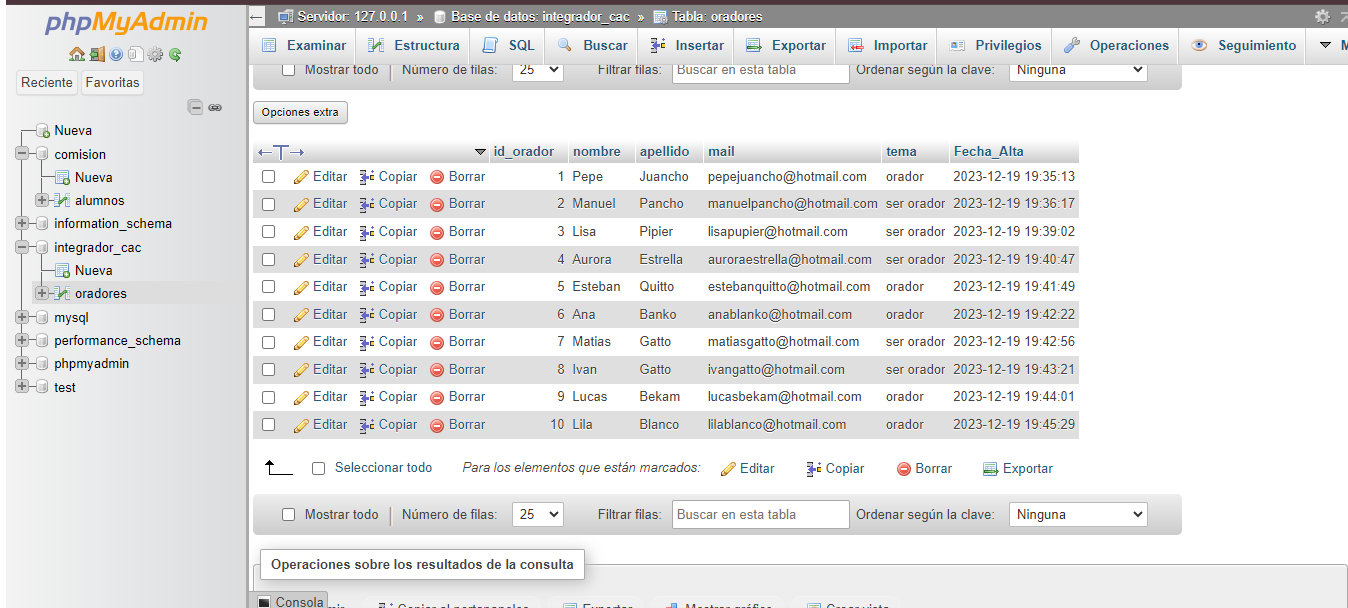 phpMyAdmin
Reciente Favoritas
Nueva
comision
Nueva
alumnos
information_schema
integrador_cac
Nueva
oradores
mysql
performance_schema
phpmyadmin
test
Servidor: 127.0.0.1 » Base de datos: integrador_cac » Tabla: oradores
Examinar Estructura SQL Buscar Insertar Exportar Importar Privilegios Operaciones Seguimiento
Mostrar todo Número de filas: 25 Filtrar filas: Buscar en esta tabla Ordenar según la clave: Ninguna
Opciones extra
id_orador nombre apellido mail tema Fecha_Alta
Editar Copiar Borrar 1 Pepe Juancho pepejuancho@hotmail.com orador 2023-12-19 19:35:13
Editar Copiar Borrar 2 Manuel Pancho manuelpancho@hotmail.com ser orador 2023-12-19 19:36:17
Editar Copiar Borrar 3 Lisa Pipier lisapupier@hotmail.com ser orador 2023-12-19 19:39:02
Editar Copiar Borrar 4 Aurora Estrella auroraestrella@hotmail.com ser orador 2023-12-19 19:40:47
Editar Copiar Borrar 5 Esteban Quitto estebanquitto@hotmail.com orador 2023-12-19 19:41:49
Editar Copiar Borrar 6 Ana Banko anablanko@hotmail.com orador 2023-12-19 19:42:22
Editar Copiar Borrar 7 Matias Gatto matiasgatto@hotmail.com ser orador 2023-12-19 19:42:56
Editar Copiar Borrar 8 Ivan Gatto ivangatto@hotmail.com ser orador 2023-12-19 19:43:21
Editar Copiar Borrar 9 Lucas Bekam lucasbekam@hotmail.com orador 2023-12-19 19:44:01
Editar Copiar Borrar 10 Lila Blanco lilablanco@hotmail.com orador 2023-12-19 19:45:29
Seleccionar todo Para los elementos que están marcados: Editar Copiar Borrar Exportar
Mostrar todo Número de filas: 25 Filtrar filas: Buscar en esta tabla Ordenar según la clave: Ninguna
Operaciones sobre los resultados de la consulta
Consola Copiar al portapapeles Exportar Mostrar gráfico Crear vista